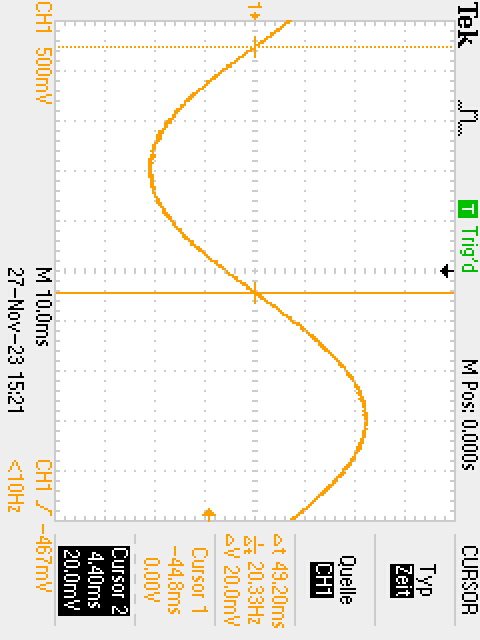 Tek T Trig'd M Pos: 0.000s CURSOR
Typ
Zeit
Quelle
CH1
Δt 49.20ms
1/Δt 20.33Hz
ΔV 20.0mV
Cursor 1
-44.8ms
0.00V
Cursor 2
4.40ms
20.0mV
1
CH1 500mV M 10.0ms CH1 / -467mV
27-Nov-23 15:21 <10Hz